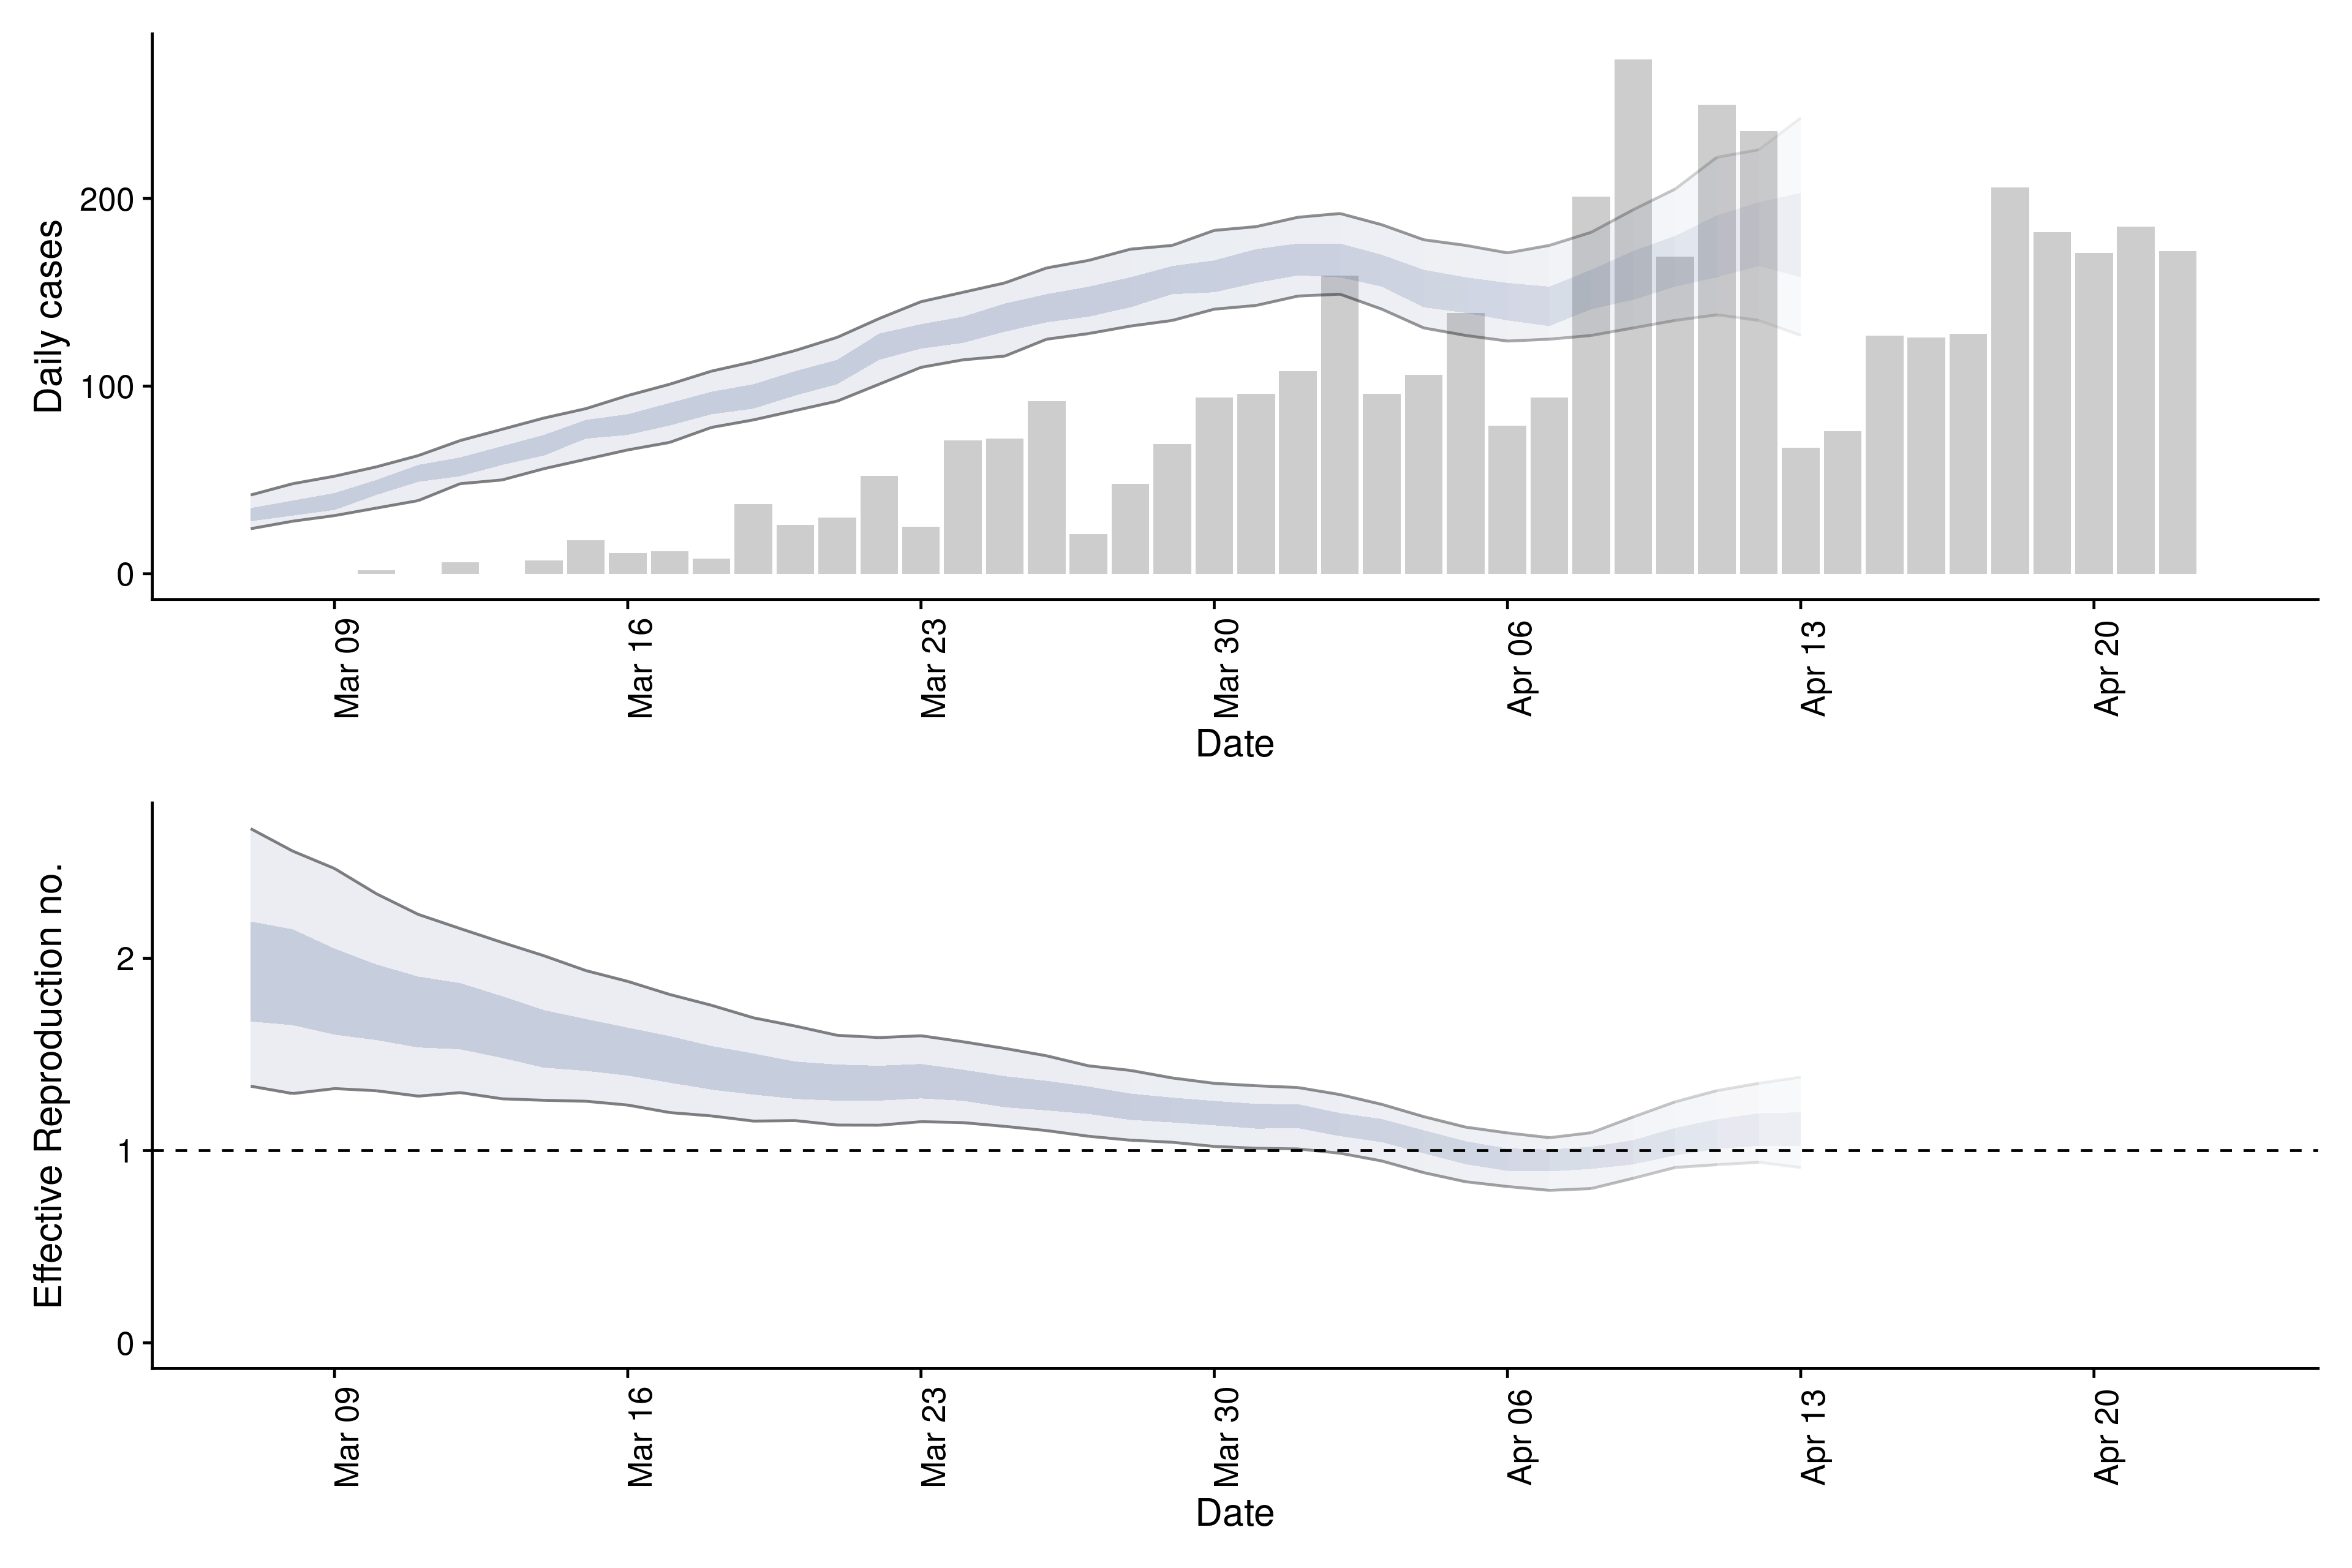 Daily cases
200
100
0
Mar 09
Mar 16
Mar 23
Mar 30
Apr 06
Apr 13
Apr 20
Date
Effective Reproduction no.
2
1
0
Mar 09
Mar 16
Mar 23
Mar 30
Apr 06
Apr 13
Apr 20
Date